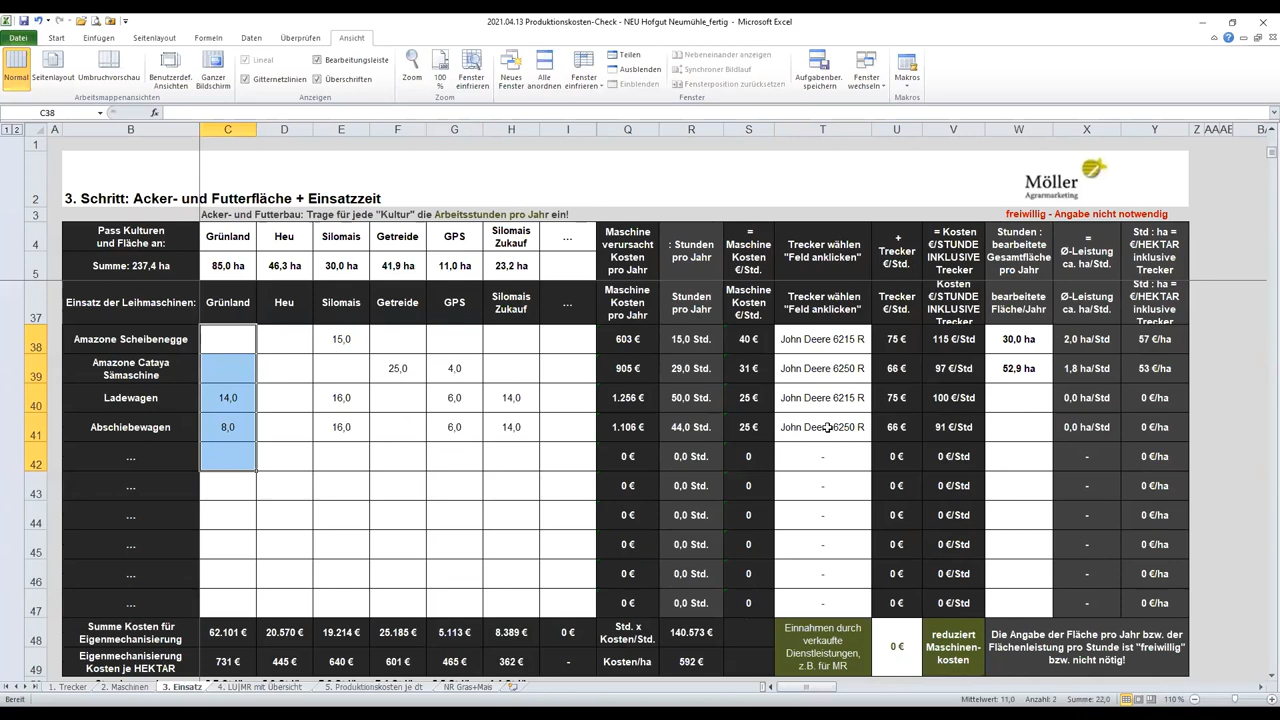 2021.04.13 Produktionskosten-Check - NEU Hofgut Neumühle_fertig - Microsoft Excel
Datei Start Einfügen Seitenlayout Formeln Daten Überprüfen Ansicht
Normal Seitenlayout Umbruchvorschau Benutzerdef. Ansichten Ganzer Bildschirm
Arbeitsmappenansichten
Lineal Bearbeitungsleiste
Gitternetzlinien Überschriften
Anzeigen
Zoom 100 % Fenster einfrieren
Zoom
Neues Fenster Alle anordnen Fenster einfrieren
Teilen
Ausblenden
Einblenden
Nebeneinander anzeigen
Synchroner Bildlauf
Fensterposition zurücksetzen
Aufgabenber. speichern Fenster wechseln
Fenster
Makros
Makros
C38 fx
1 2 A B C D E F G H I Q R S T U V W X Y Z
1
2 3. Schritt: Acker- und Futterfläche + Einsatzzeit
Möller
Agrarmarketing
3 Acker- und Futterbau: Trage für jede "Kultur" die Arbeitsstunden pro Jahr ein! freiwillig - Angabe nicht notwendig
4 Pass Kulturen und Fläche an: Grünland Heu Silomais Getreide GPS Silomais Zukauf ... Maschine verursacht Kosten pro Jahr : Stunden pro Jahr = Maschine Kosten €/Std. Trecker wählen "Feld anklicken" + Trecker €/Std. = Kosten €/STUNDE INKLUSIVE Trecker Stunden : bearbeitete Gesamtfläche pro Jahr = Ø-Leistung ca. ha/Std. Std : ha = €/HEKTAR inklusive Trecker
5 Summe: 237,4 ha 85,0 ha 46,3 ha 30,0 ha 41,9 ha 11,0 ha 23,2 ha
37 Einsatz der Leihmaschinen: Grünland Heu Silomais Getreide GPS Silomais Zukauf ... Maschine Kosten pro Jahr Stunden pro Jahr Maschine Kosten €/Std. Trecker wählen "Feld anklicken" Trecker €/Std. Kosten €/STUNDE INKLUSIVE Trecker bearbeitete Fläche/Jahr Ø-Leistung ca. ha/Std. Std : ha = €/HEKTAR inklusive Trecker
38 Amazone Scheibenegge 15,0 603 € 15,0 Std. 40 € John Deere 6215 R 75 € 115 €/Std 30,0 ha 2,0 ha/Std 57 €/ha
39 Amazone Cataya Sämaschine 25,0 4,0 905 € 29,0 Std. 31 € John Deere 6250 R 66 € 97 €/Std 52,9 ha 1,8 ha/Std 53 €/ha
40 Ladewagen 14,0 16,0 6,0 14,0 1.256 € 50,0 Std. 25 € John Deere 6215 R 75 € 100 €/Std 0,0 ha/Std 0 €/ha
41 Abschiebewagen 8,0 16,0 6,0 14,0 1.106 € 44,0 Std. 25 € John Deere 6250 R 66 € 91 €/Std 0,0 ha/Std 0 €/ha
42 ... 0 € 0,0 Std. 0 - 0 € 0 €/Std - 0 €/ha
43 ... 0 € 0,0 Std. 0 - 0 € 0 €/Std - 0 €/ha
44 ... 0 € 0,0 Std. 0 - 0 € 0 €/Std - 0 €/ha
45 ... 0 € 0,0 Std. 0 - 0 € 0 €/Std - 0 €/ha
46 ... 0 € 0,0 Std. 0 - 0 € 0 €/Std - 0 €/ha
47 ... 0 € 0,0 Std. 0 - 0 € 0 €/Std - 0 €/ha
48 Summe Kosten für Eigenmechanisierung 62.101 € 20.570 € 19.214 € 25.185 € 5.113 € 8.389 € 0 € Std. x Kosten/Std. 140.573 €
49 Eigenmechanisierung Kosten je HEKTAR 731 € 445 € 640 € 601 € 465 € 362 € - Kosten/ha 592 €
Einnahmen durch verkaufte Dienstleistungen, z.B. für MR 0 € reduziert Maschinen-kosten Die Angabe der Fläche pro Jahr bzw. der Flächenleistung pro Stunde ist "freiwillig" bzw. nicht nötig!
1. Trecker 2. Maschinen 3. Einsatz 4. LU|MR mit Übersicht 5. Produktionskosten je dt NR Gras+Mais
Bereit Mittelwert: 11,0 Anzahl: 2 Summe: 22,0 110 %